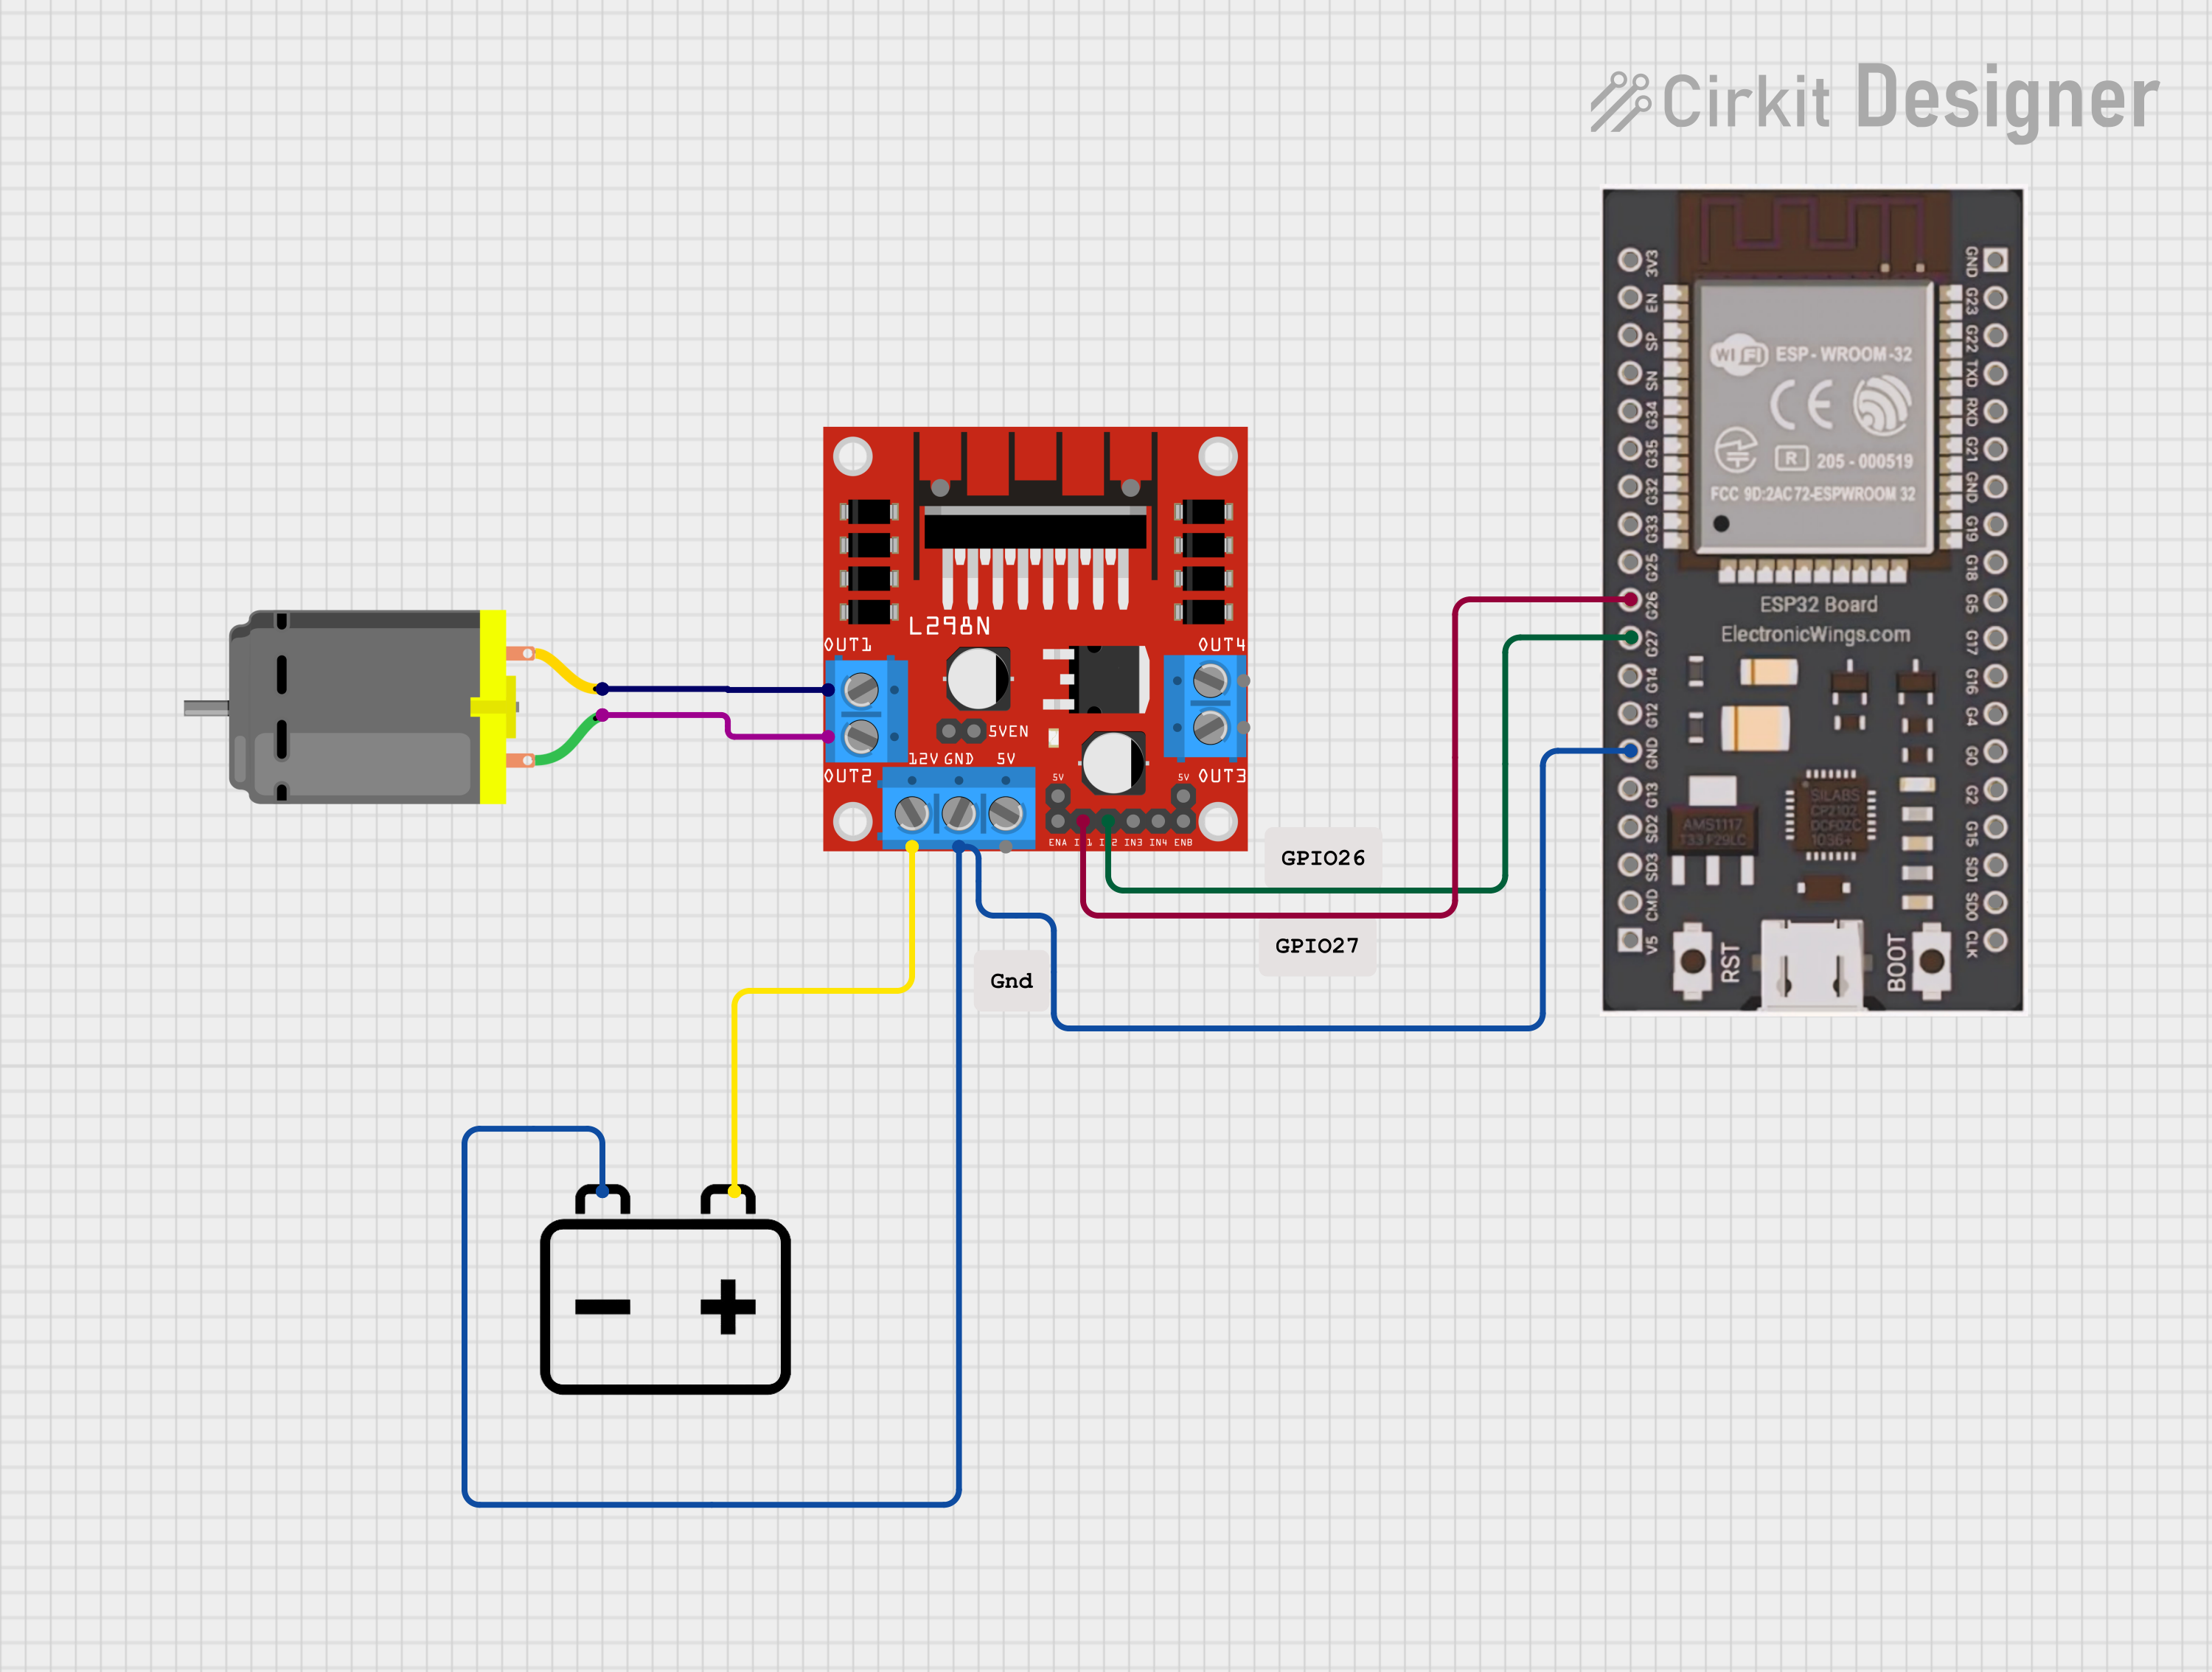 Cirkit Designer
3V3
EN
SP
SN
G34
G35
G32
G33
G25
G26
G27
G14
G12
GND
G13
SD2
SD3
CMD
V5
GND
G23
G22
TXD
RXD
G21
GND
G19
G18
G5
G17
G16
G4
G0
G2
G15
SD1
SD0
CLK
WiFi ESP-WROOM-32
CE
R 205-000519
FCC 9D:2AC72-ESPWROOM 32
ESP32 Board
ElectronicWings.com
AMS1117
T33 F29LC
SILABS
CP2102
DCF02C
1036+
RST
BOOT
L298N
OUT1
OUT4
5VEN
12V GND 5V
OUT2
5V
5V
OUT3
ENA IN1 IN2 IN3 IN4 ENB
GPIO26
GPIO27
Gnd
- +